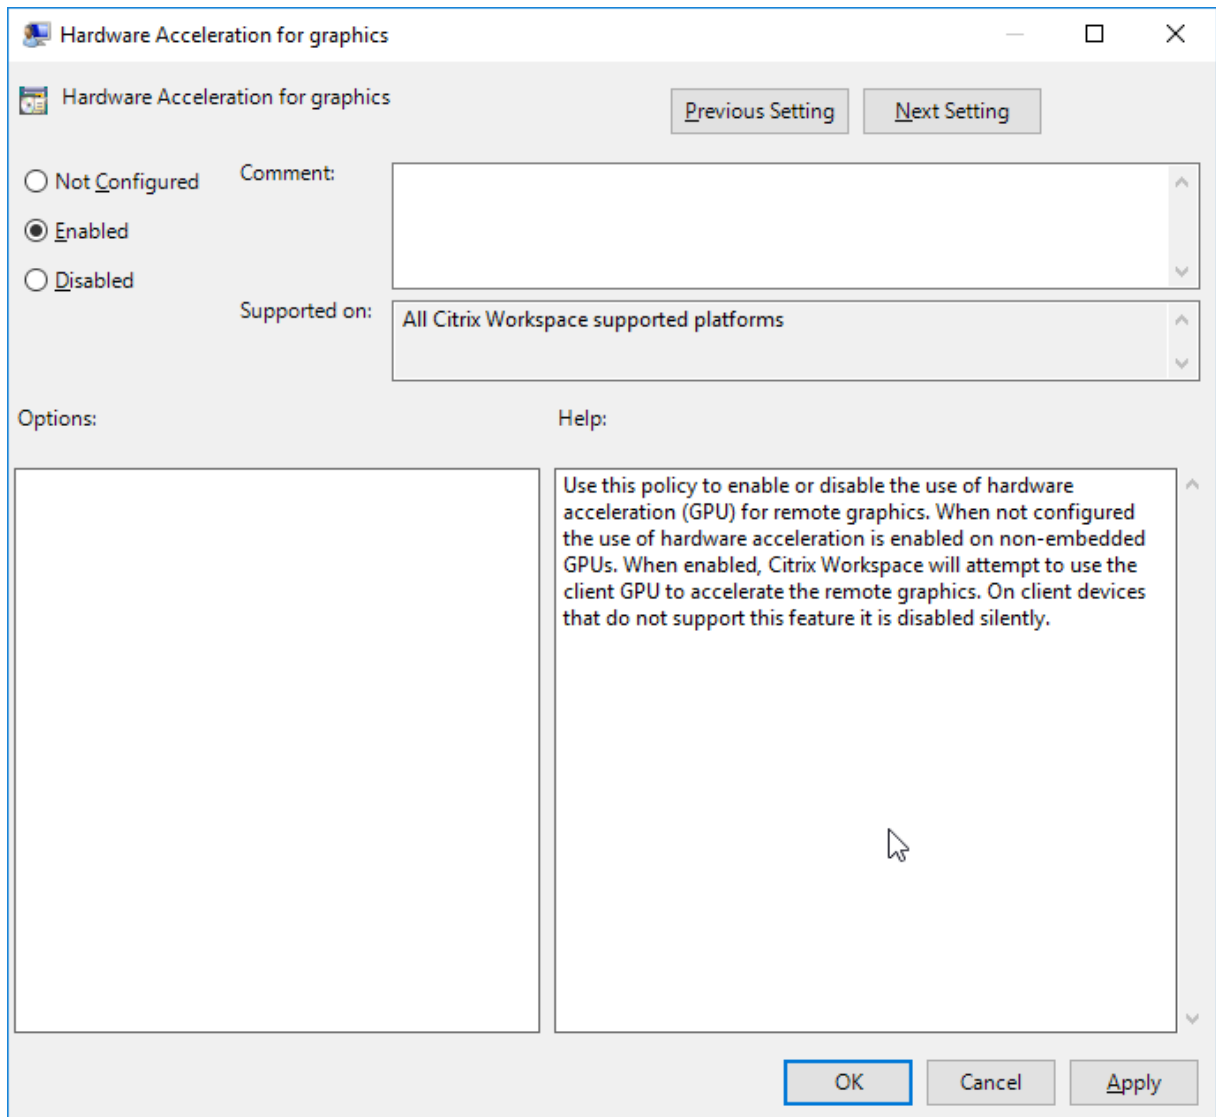 Hardware Acceleration for graphics
Hardware Acceleration for graphics
Previous Setting
Next Setting
Not Configured
Enabled
Disabled
Comment:
Supported on:
All Citrix Workspace supported platforms
Options:
Help:
Use this policy to enable or disable the use of hardware
acceleration (GPU) for remote graphics. When not configured
the use of hardware acceleration is enabled on non-embedded
GPUs. When enabled, Citrix Workspace will attempt to use the
client GPU to accelerate the remote graphics. On client devices
that do not support this feature it is disabled silently.
OK
Cancel
Apply